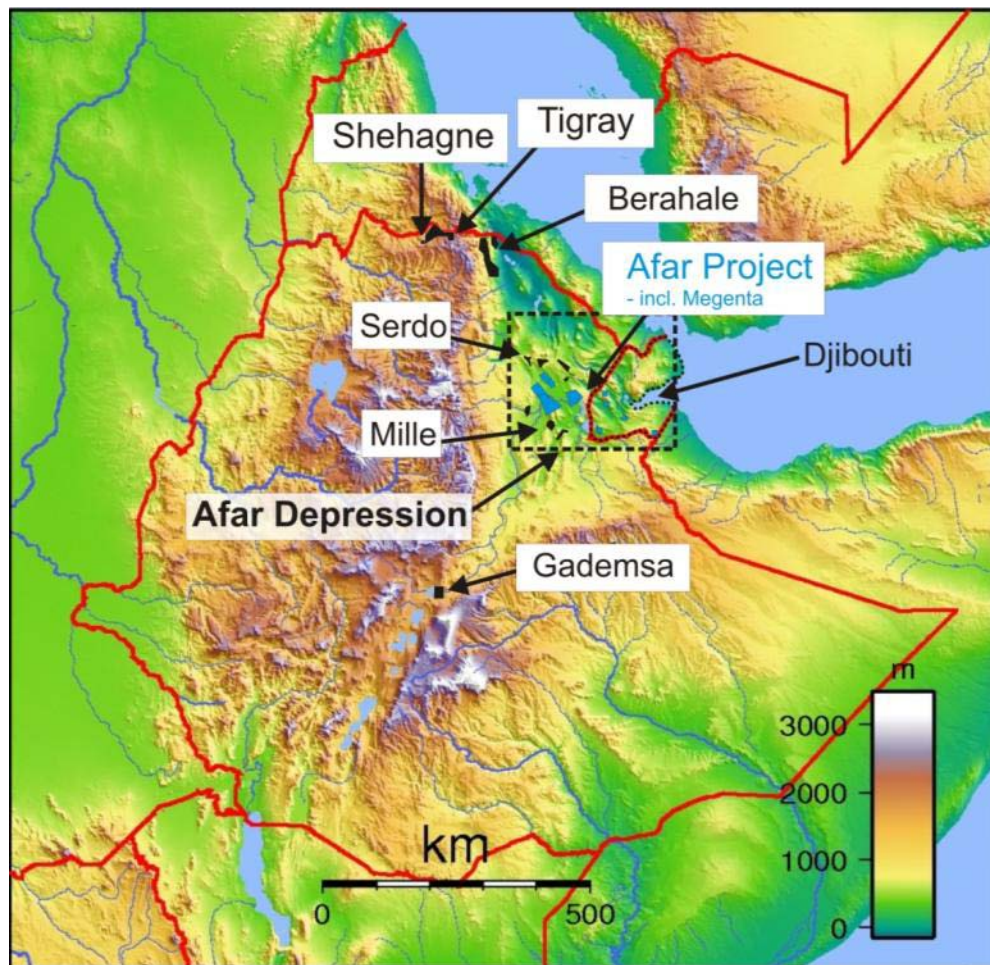 Tigray
Shehagne
Berahale
Afar Project
- incl. Megenta
Serdo
Djibouti
Mille
Afar Depression
Gademsa
m
3000
2000
1000
0
km
0 500